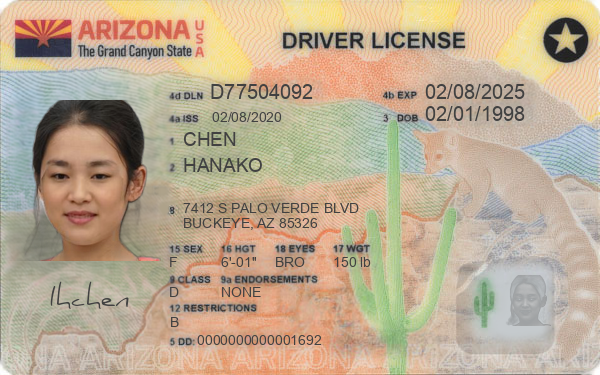 ARIZONA USA
The Grand Canyon State
DRIVER LICENSE
4d DLN D77504092
4b EXP 02/08/2025
4a ISS 02/08/2020
3 DOB 02/01/1998
1 CHEN
2 HANAKO
8 7412 S PALO VERDE BLVD
BUCKEYE, AZ 85326
15 SEX 16 HGT 18 EYES 17 WGT
F 6'-01" BRO 150 lb
9 CLASS 9a ENDORSEMENTS
D NONE
12 RESTRICTIONS
B
5 DD: 0000000000001692
Ihchen
ARIZONA ARIZONA ARIZONA ARIZONA